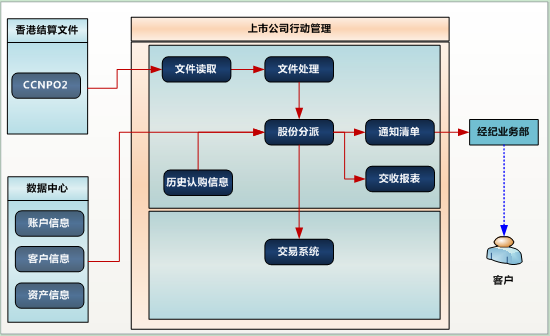 香港结算文件
CCNPO2
上市公司行动管理
文件读取
文件处理
股份分派
通知清单
经纪业务部
历史认购信息
交收报表
数据中心
账户信息
客户信息
资产信息
交易系统
客户